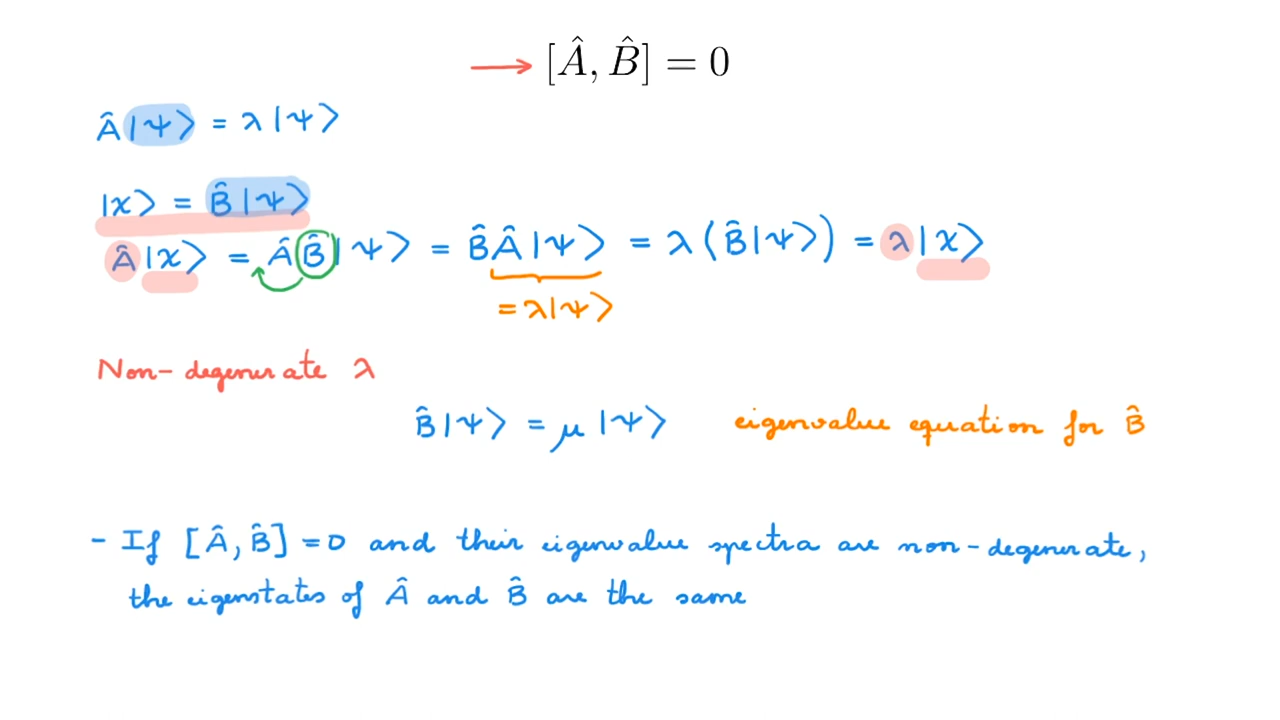 [Â, B̂] = 0
Â|ψ⟩ = λ|ψ⟩
|χ⟩ = B̂|ψ⟩
Â|χ⟩ = ÂB̂|ψ⟩ = B̂Â|ψ⟩ = λ(B̂|ψ⟩) = λ|χ⟩
= λ|ψ⟩
Non-degenerate λ
B̂|ψ⟩ = μ|ψ⟩ eigenvalue equation for B̂
- If [Â, B̂] = 0 and their eigenvalue spectra are non-degenerate,
the eigenstates of Â and B̂ are the same